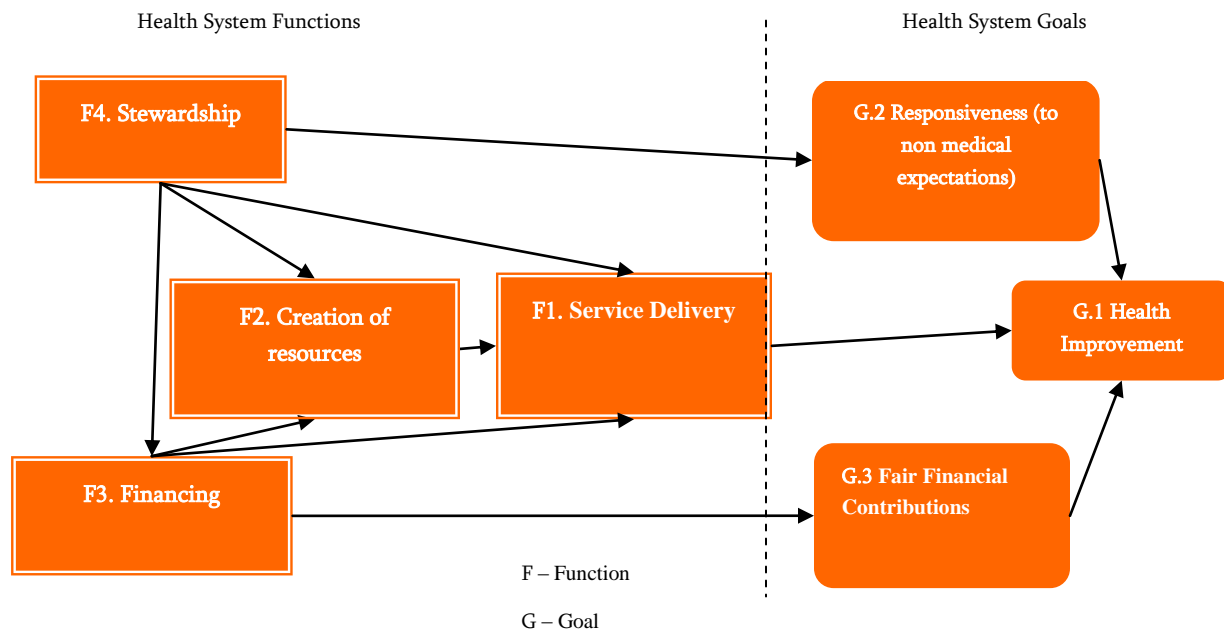 Health System Functions
Health System Goals
F4. Stewardship
G.2 Responsiveness (to
non medical
expectations)
F2. Creation of
resources
F1. Service Delivery
G.1 Health
Improvement
F3. Financing
G.3 Fair Financial
Contributions
F – Function
G – Goal